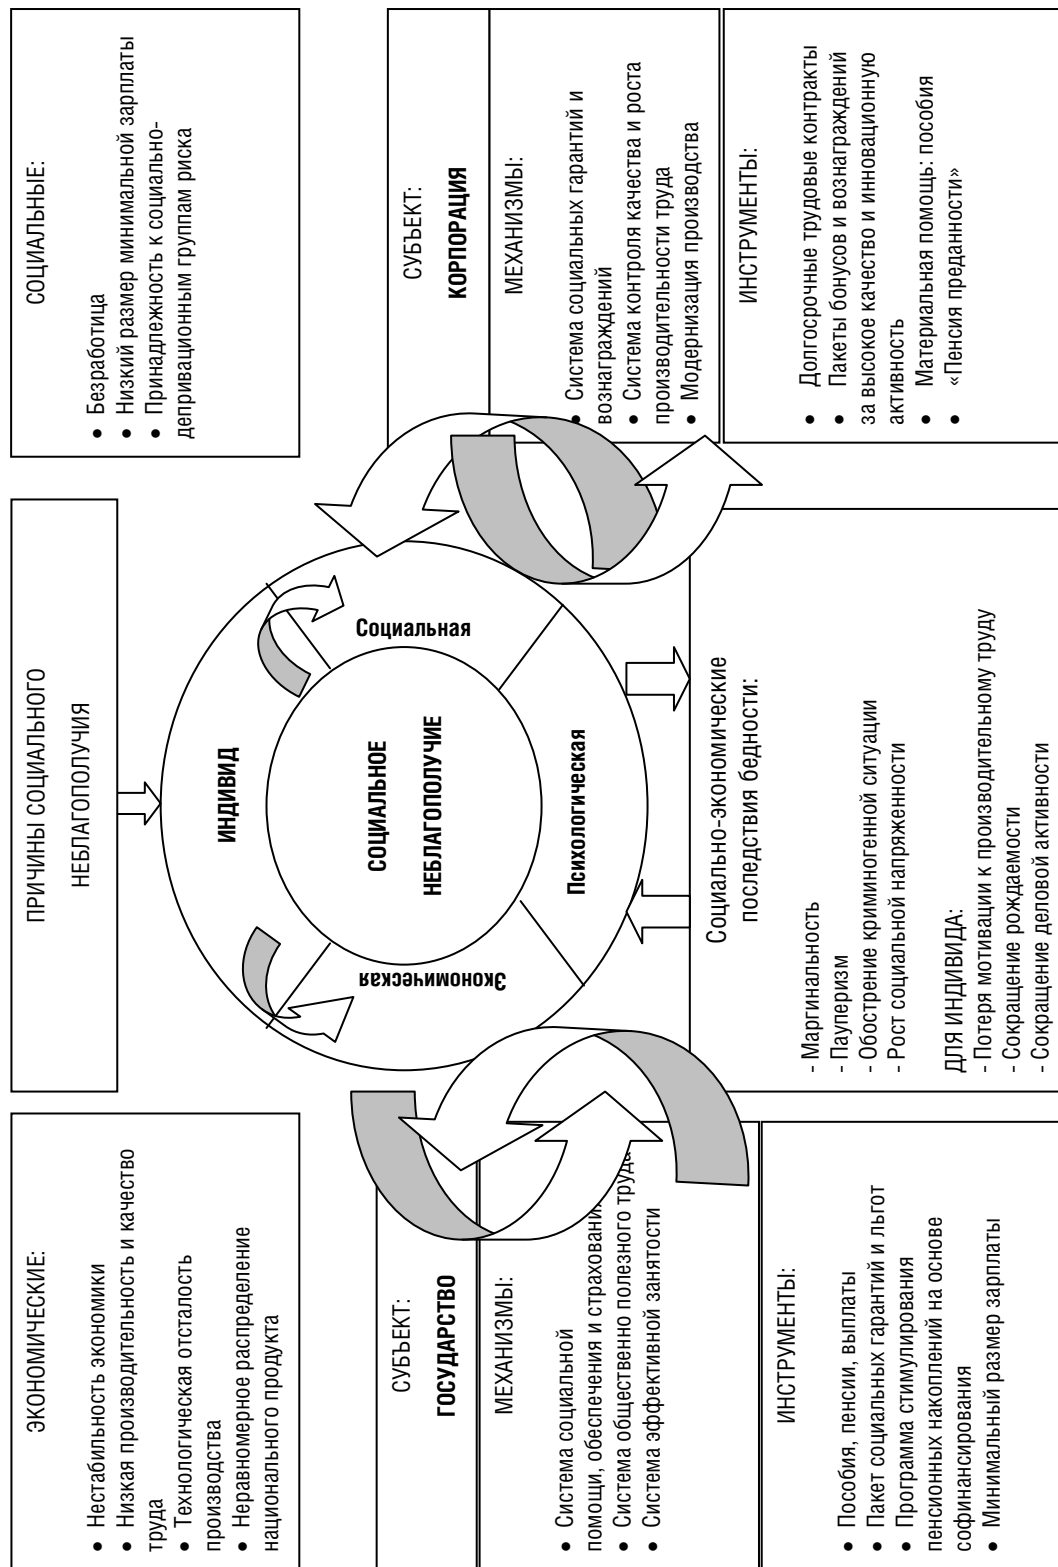 ПРИЧИНЫ СОЦИАЛЬНОГО
НЕБЛАГОПОЛУЧИЯ
ЭКОНОМИЧЕСКИЕ:
• Нестабильность экономики
• Низкая производительность и качество
труда
• Технологическая отсталость
производства
• Неравномерное распределение
национального продукта
СОЦИАЛЬНЫЕ:
• Безработица
• Низкий размер минимальной зарплаты
• Принадлежность к социально-
депривационным группам риска
ИНДИВИД
Экономическая
СОЦИАЛЬНОЕ
НЕБЛАГОПОЛУЧИЕ
Социальная
Психологическая
СУБЪЕКТ:
ГОСУДАРСТВО
МЕХАНИЗМЫ:
• Система социальной
помощи, обеспечения и страховани
• Система общественно полезного труда
• Система эффективной занятости
ИНСТРУМЕНТЫ:
• Пособия, пенсии, выплаты
• Пакет социальных гарантий и льгот
• Программа стимулирования
пенсионных накоплений на основе
софинансирования
• Минимальный размер зарплаты
Социально-экономические
последствия бедности:
- Маргинальность
- Пауперизм
- Обострение криминогенной ситуации
- Рост социальной напряженности
ДЛЯ ИНДИВИДА:
- Потеря мотивации к производительному труду
- Сокращение рождаемости
- Сокращение деловой активности
СУБЪЕКТ:
КОРПОРАЦИЯ
МЕХАНИЗМЫ:
• Система социальных гарантий и
вознаграждений
• Система контроля качества и роста
производительности труда
• Модернизация производства
ИНСТРУМЕНТЫ:
• Долгосрочные трудовые контракты
• Пакеты бонусов и вознаграждений
за высокое качество и инновационную
активность
• Материальная помощь: пособия
• «Пенсия преданности»